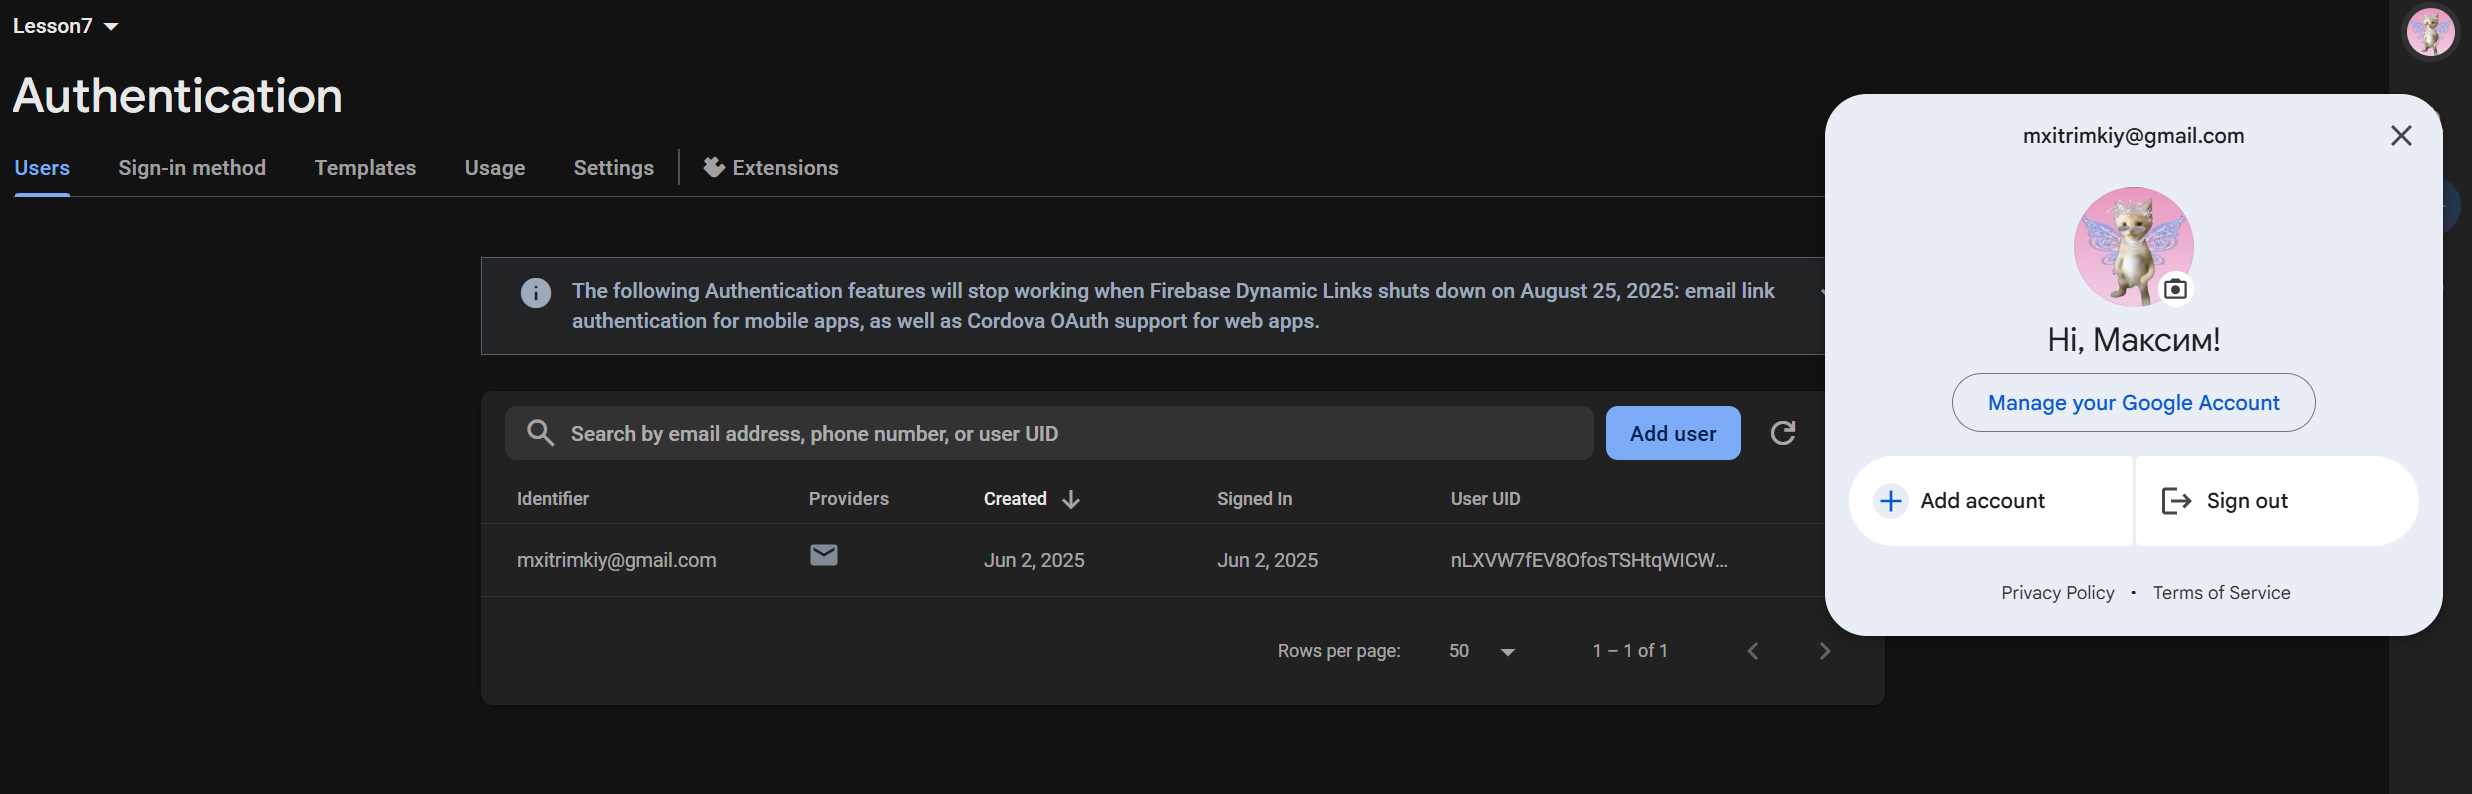 Lesson7
Authentication
Users
Sign-in method
Templates
Usage
Settings
Extensions
The following Authentication features will stop working when Firebase Dynamic Links shuts down on August 25, 2025: email link
authentication for mobile apps, as well as Cordova OAuth support for web apps.
Search by email address, phone number, or user UID
Add user
Identifier Providers Created Signed In User UID
mxitrimkiy@gmail.com Jun 2, 2025 Jun 2, 2025 nLXVW7fEV8OfosTSHtqWICW...
Rows per page: 50 1 – 1 of 1
mxitrimkiy@gmail.com
Hi, Максим!
Manage your Google Account
Add account
Sign out
Privacy Policy • Terms of Service